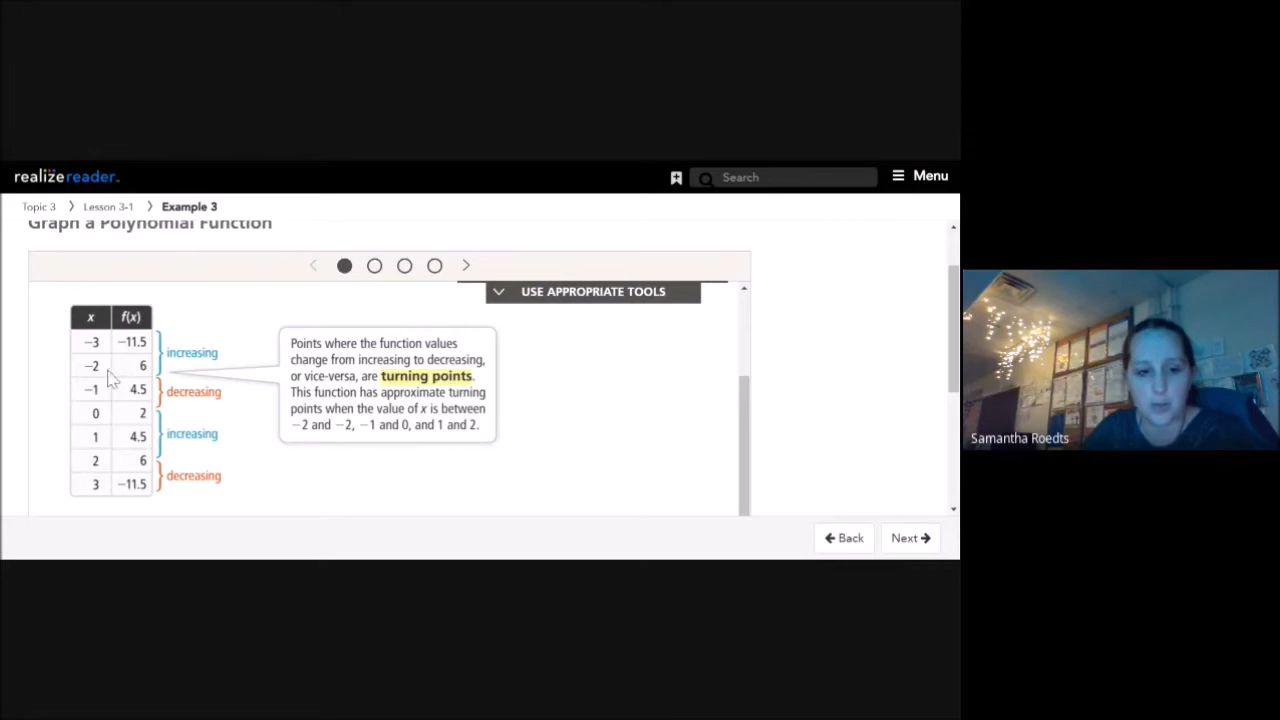 realizereader.
Search
Menu
Topic 3 > Lesson 3-1 > Example 3
Graph a Polynomial Function
USE APPROPRIATE TOOLS
x f(x)
−3 −11.5
−2 6
−1 4.5
0 2
1 4.5
2 6
3 −11.5
increasing
decreasing
increasing
decreasing
Points where the function values
change from increasing to decreasing,
or vice-versa, are turning points.
This function has approximate turning
points when the value of x is between
−2 and −2, −1 and 0, and 1 and 2.
Back
Next
Samantha Roedts